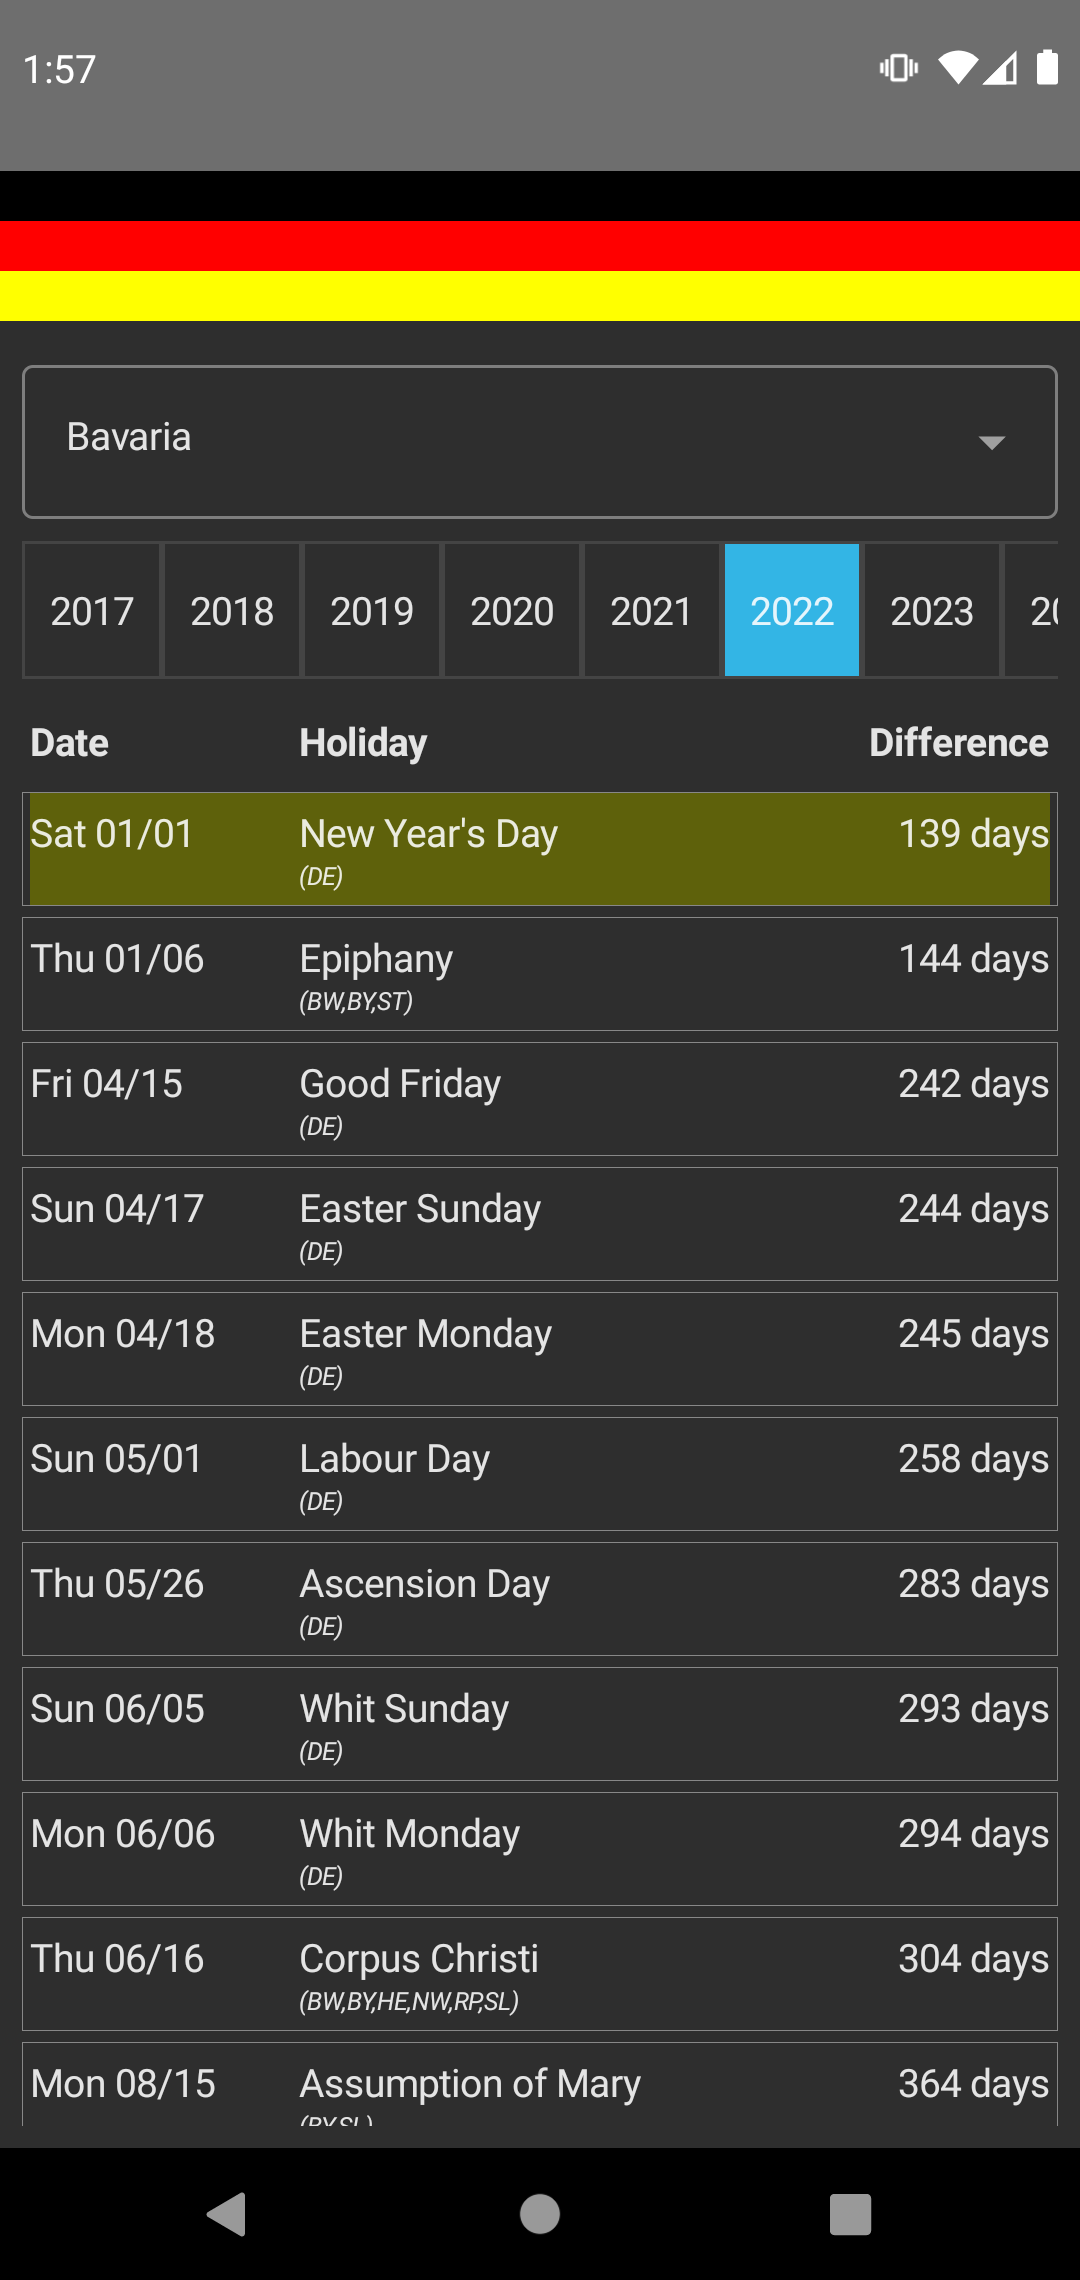 1:57
Bavaria
2017 2018 2019 2020 2021 2022 2023
Date Holiday Difference
Sat 01/01 New Year's Day 139 days
(DE)
Thu 01/06 Epiphany 144 days
(BW,BY,ST)
Fri 04/15 Good Friday 242 days
(DE)
Sun 04/17 Easter Sunday 244 days
(DE)
Mon 04/18 Easter Monday 245 days
(DE)
Sun 05/01 Labour Day 258 days
(DE)
Thu 05/26 Ascension Day 283 days
(DE)
Sun 06/05 Whit Sunday 293 days
(DE)
Mon 06/06 Whit Monday 294 days
(DE)
Thu 06/16 Corpus Christi 304 days
(BW,BY,HE,NW,RP,SL)
Mon 08/15 Assumption of Mary 364 days
(BY,SL)